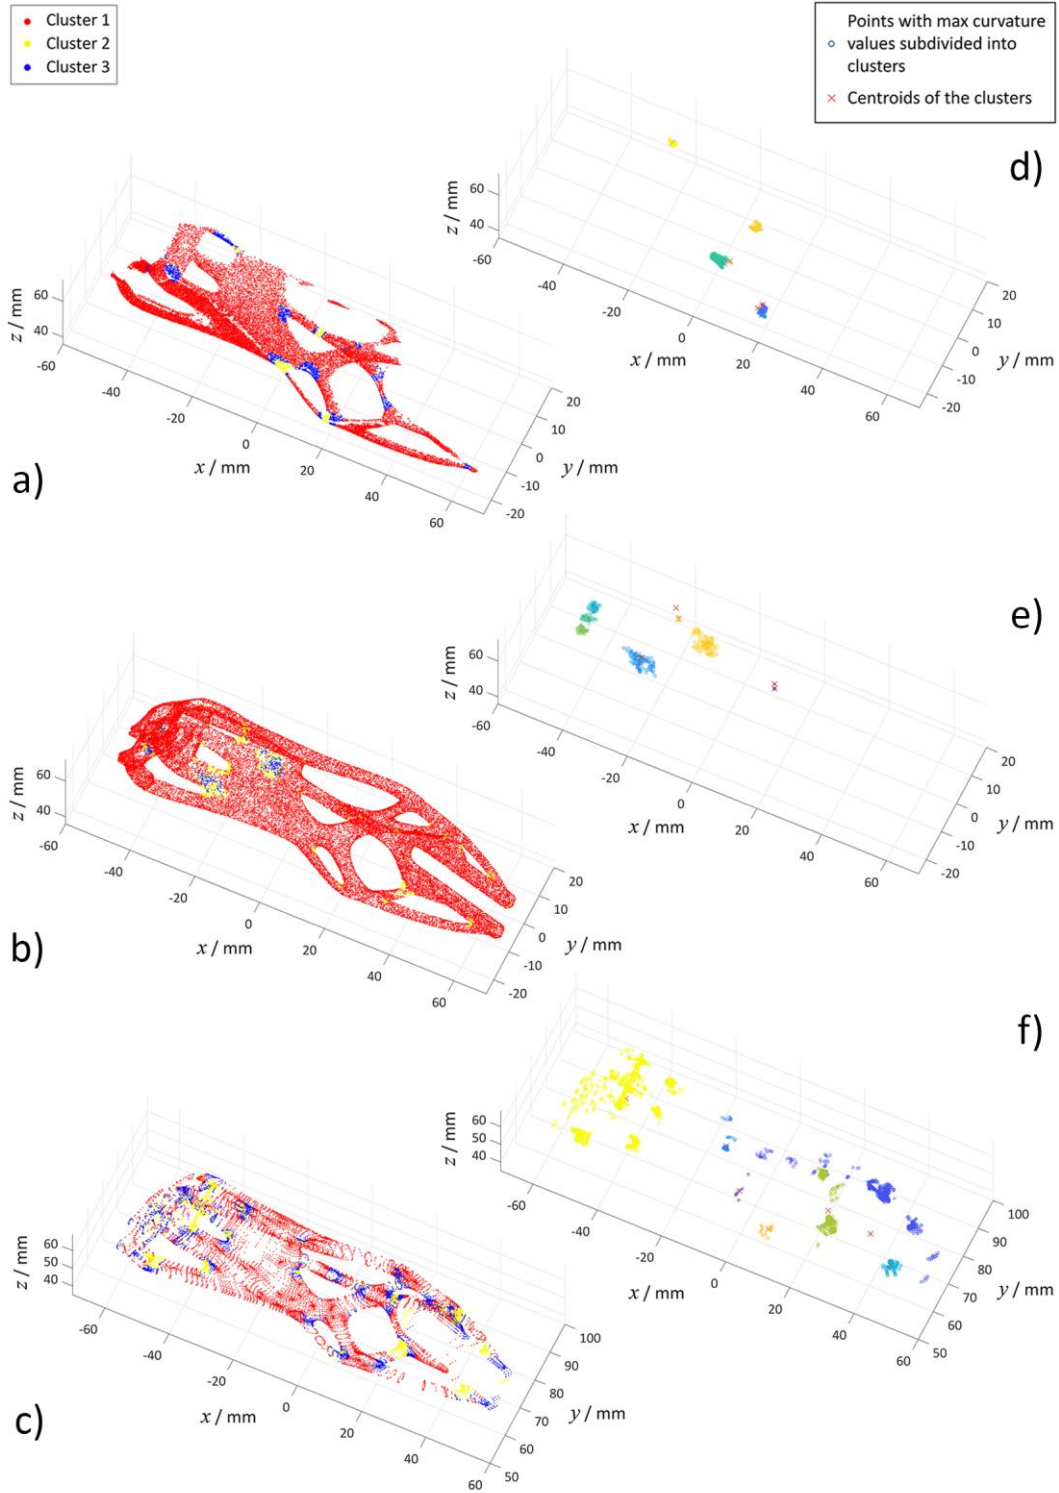 Cluster 1
Cluster 2
Cluster 3
Points with max curvature
values subdivided into
clusters
Centroids of the clusters
d)
z / mm
60
40
-60
-40
-20
0
20
40
60
x / mm
20
10
0
-10
-20
y / mm
a)
z / mm
60
40
-60
-40
-20
0
20
40
60
x / mm
20
10
0
-10
-20
y / mm
e)
z / mm
60
40
-60
-40
-20
0
20
40
60
x / mm
20
10
0
-10
-20
y / mm
b)
z / mm
60
40
-60
-40
-20
0
20
40
60
x / mm
20
10
0
-10
-20
y / mm
f)
z / mm
60
50
40
-60
-40
-20
0
20
40
60
x / mm
100
90
80
70
60
50
y / mm
c)
z / mm
60
50
40
-60
-40
-20
0
20
40
60
x / mm
100
90
80
70
60
50
y / mm